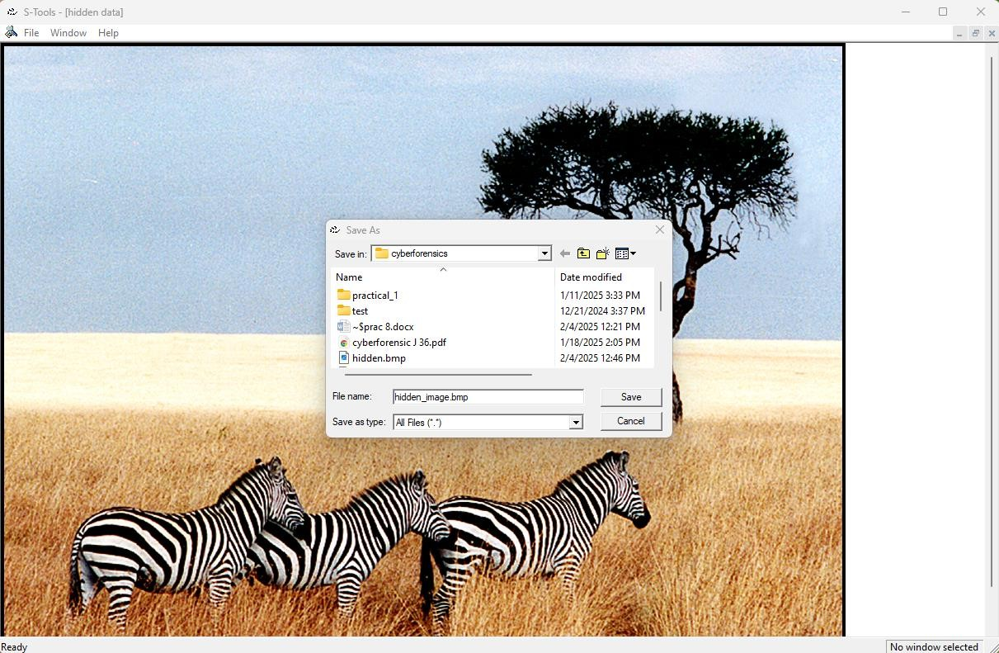 S-Tools - [hidden data]
File Window Help
Save As
Save in: cyberforensics
Name Date modified
practical_1 1/11/2025 3:33 PM
test 12/21/2024 3:37 PM
~$prac 8.docx 2/4/2025 12:21 PM
cyberforensic J 36.pdf 1/18/2025 2:05 PM
hidden.bmp 2/4/2025 12:46 PM
File name: hidden_image.bmp Save
Save as type: All Files (*.*) Cancel
Ready No window selected